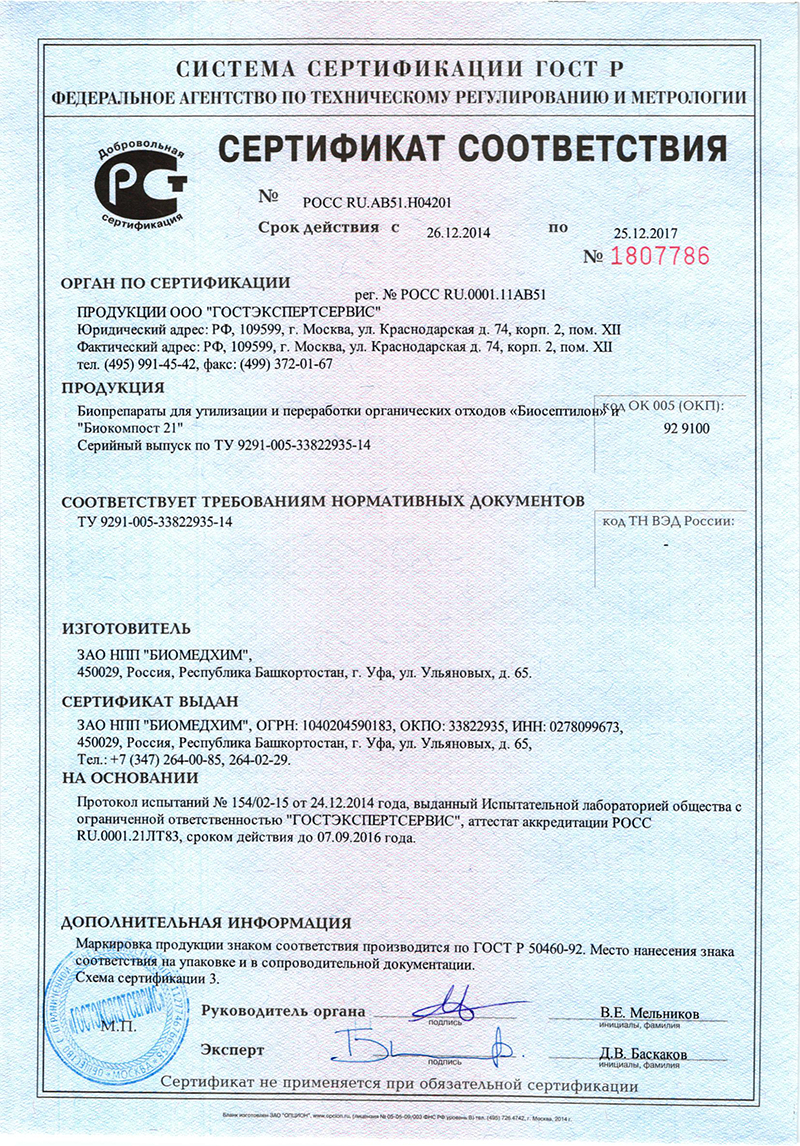 СИСТЕМА СЕРТИФИКАЦИИ ГОСТ Р
ФЕДЕРАЛЬНОЕ АГЕНТСТВО ПО ТЕХНИЧЕСКОМУ РЕГУЛИРОВАНИЮ И МЕТРОЛОГИИ
Добровольная
РСТ
сертификация
СЕРТИФИКАТ СООТВЕТСТВИЯ
№ РОСС RU.АВ51.Н04201
Срок действия с 26.12.2014 по 25.12.2017
№ 1807786
ОРГАН ПО СЕРТИФИКАЦИИ
рег. № РОСС RU.0001.11АВ51
ПРОДУКЦИИ ООО "ГОСТЭКСПЕРТСЕРВИС"
Юридический адрес: РФ, 109599, г. Москва, ул. Краснодарская д. 74, корп. 2, пом. XII
Фактический адрес: РФ, 109599, г. Москва, ул. Краснодарская д. 74, корп. 2, пом. XII
тел. (495) 991-45-42, факс: (499) 372-01-67
ПРОДУКЦИЯ
Биопрепараты для утилизации и переработки органических отходов «Биосептилон» и
"Биокомпост 21"
Серийный выпуск по ТУ 9291-005-33822935-14
код ОК 005 (ОКП):
92 9100
СООТВЕТСТВУЕТ ТРЕБОВАНИЯМ НОРМАТИВНЫХ ДОКУМЕНТОВ
ТУ 9291-005-33822935-14
код ТН ВЭД России:
-
ИЗГОТОВИТЕЛЬ
ЗАО НПП "БИОМЕДХИМ",
450029, Россия, Республика Башкортостан, г. Уфа, ул. Ульяновых, д. 65.
СЕРТИФИКАТ ВЫДАН
ЗАО НПП "БИОМЕДХИМ", ОГРН: 1040204590183, ОКПО: 33822935, ИНН: 0278099673,
450029, Россия, Республика Башкортостан, г. Уфа, ул. Ульяновых, д. 65,
Тел.: +7 (347) 264-00-85, 264-02-29.
НА ОСНОВАНИИ
Протокол испытаний № 154/02-15 от 24.12.2014 года, выданный Испытательной лабораторией общества с
ограниченной ответственностью "ГОСТЭКСПЕРТСЕРВИС", аттестат аккредитации РОСС
RU.0001.21ЛТ83, сроком действия до 07.09.2016 года.
ДОПОЛНИТЕЛЬНАЯ ИНФОРМАЦИЯ
Маркировка продукции знаком соответствия производится по ГОСТ Р 50460-92. Место нанесения знака
соответствия на упаковке и в сопроводительной документации.
Схема сертификации 3.
М.П.
Руководитель органа
подпись
В.Е. Мельников
инициалы, фамилия
Эксперт
подпись
Д.В. Баскаков
инициалы, фамилия
Сертификат не применяется при обязательной сертификации
Бланк изготовлен ЗАО "ОПЦИОН", www.opcion.ru, (лицензия № 05-05-09/003 ФНС РФ уровень В) тел. (495) 726 4742, г. Москва, 2014 г.